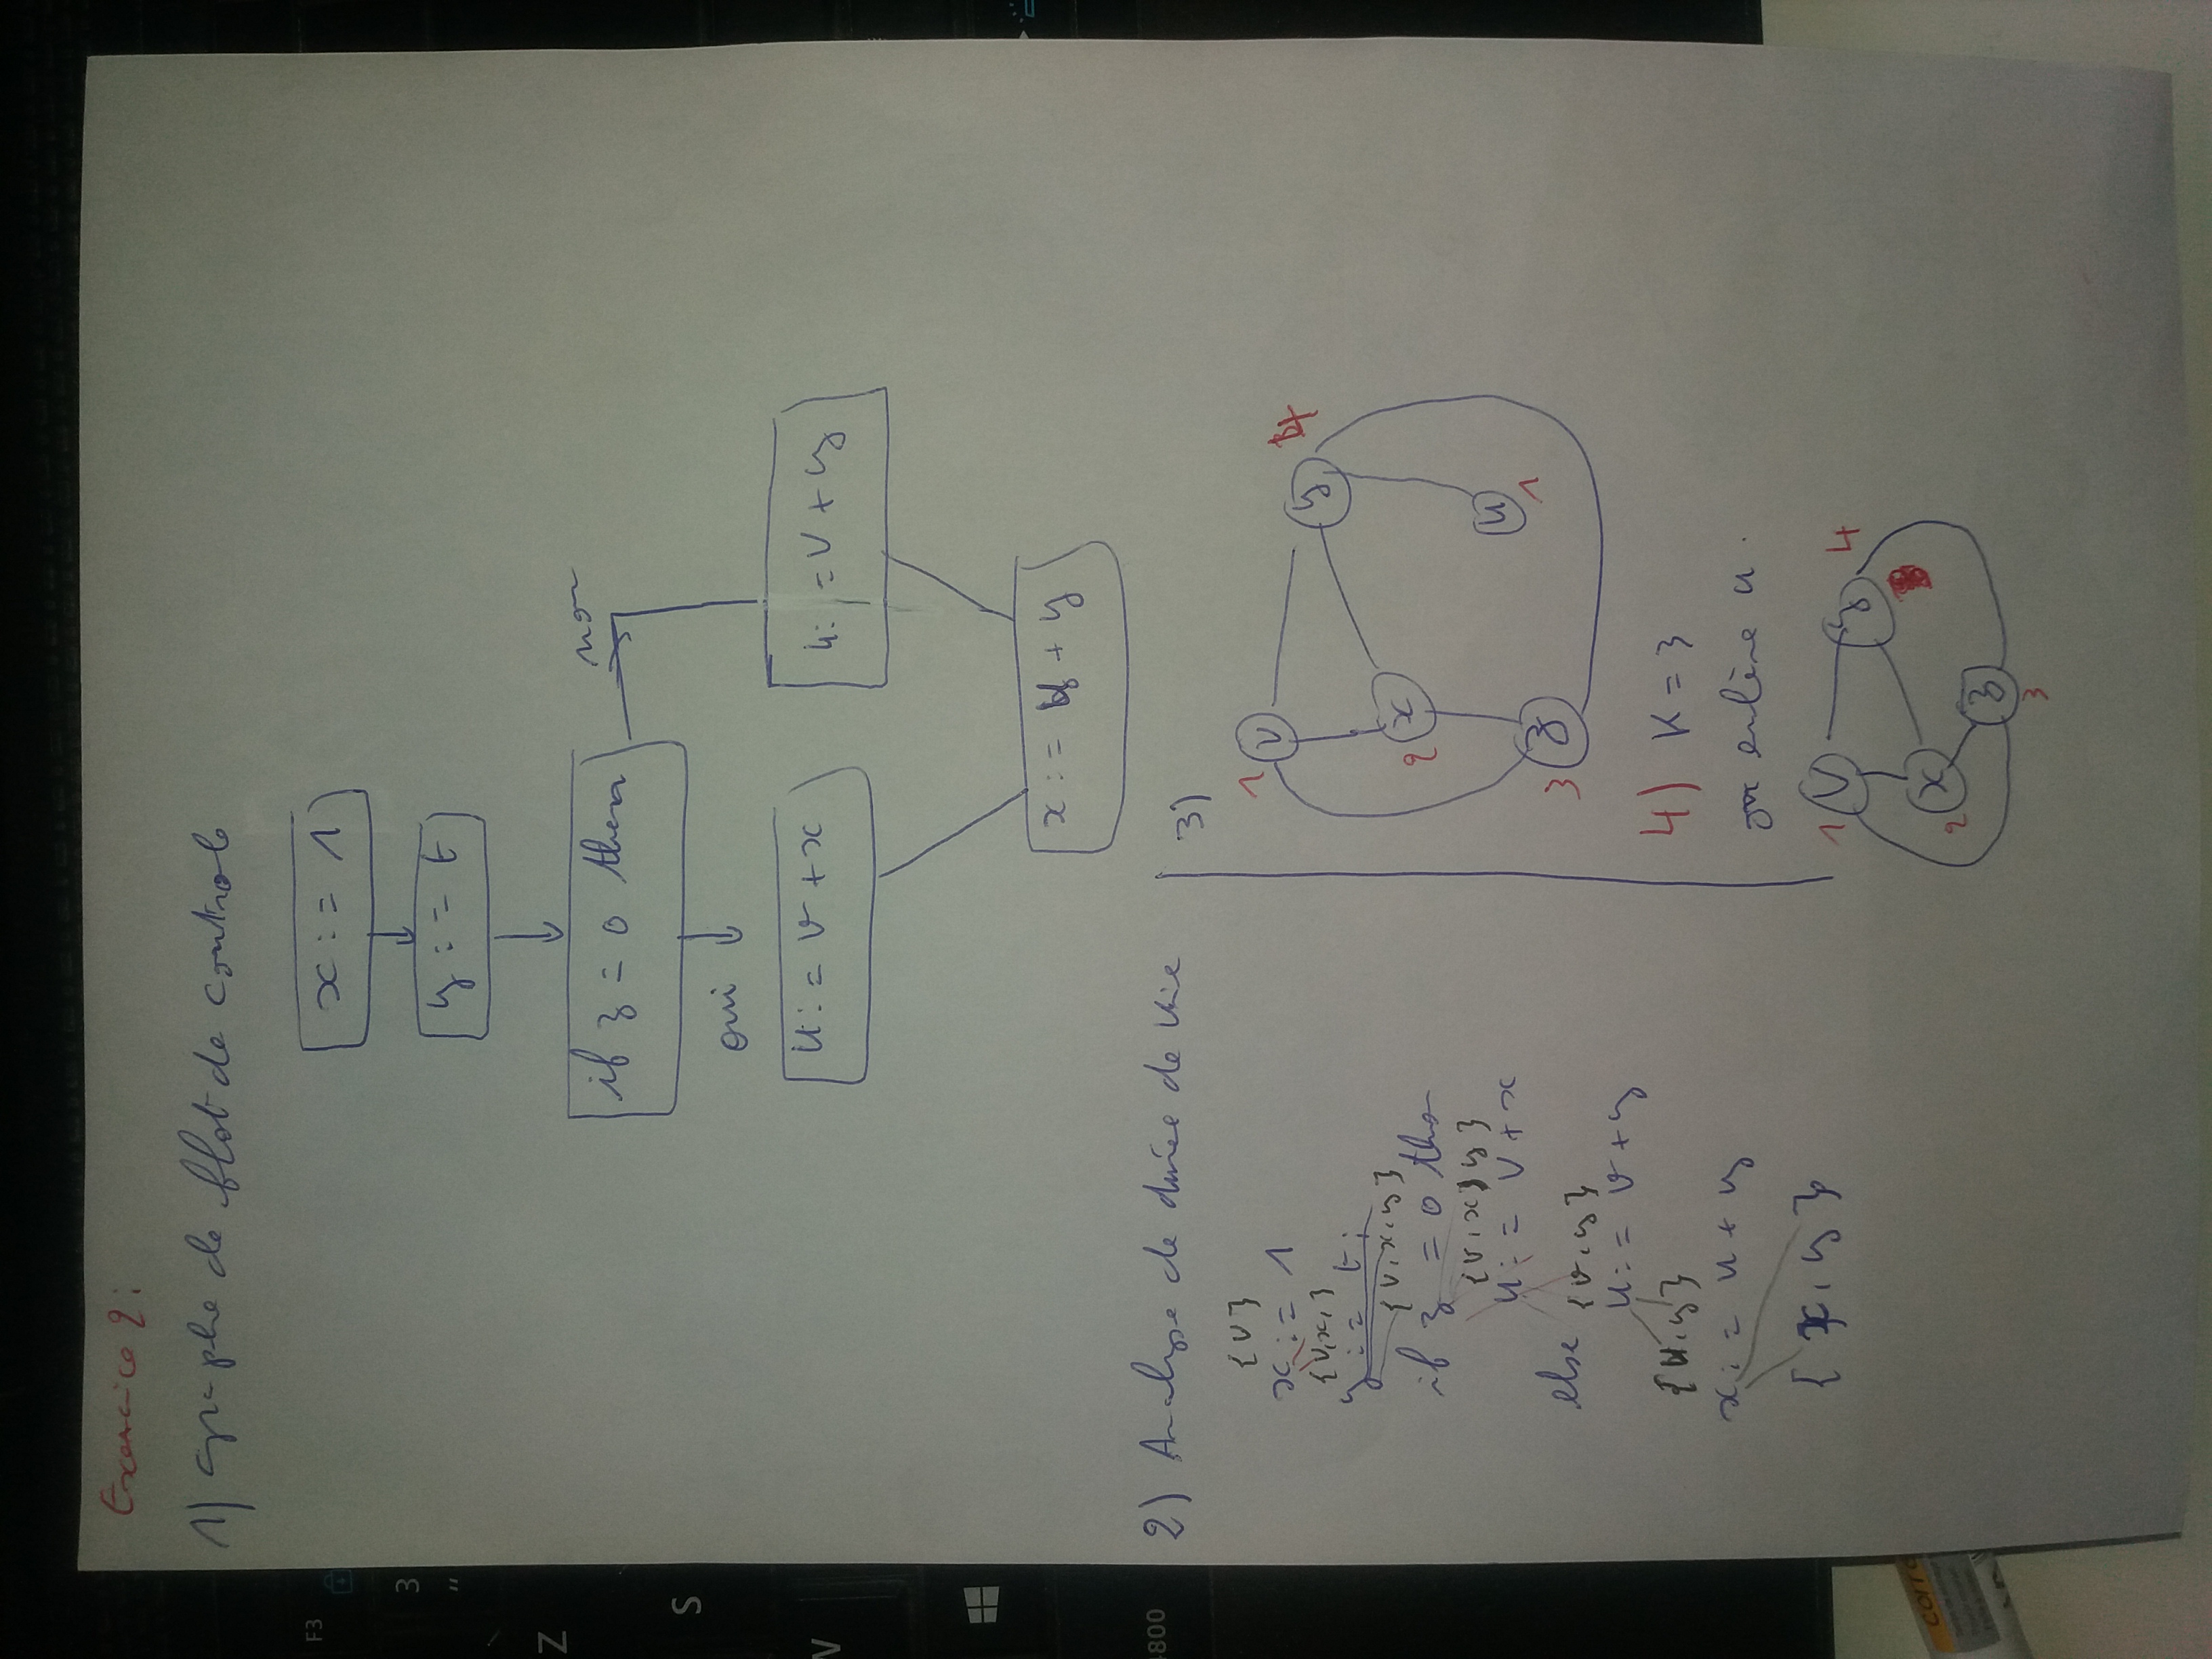 Exercice 2:
1) Graphe de flot de controle
x := 1
y := t
if z = 0 then
non
oui
u := v + x
u := v + y
x := u + y
2) Analyse de durée de vie
{v}
x := 1
{v,x,}
y := t;
{v,x,y}
if z = 0 then
{v,x,y}
u := v + x
else {v,y}
u := v + y
{u,y}
x := u + y
{x, y}
3)
1 v
y
2 x
u 1
3 z
4) K = 3
on enlève u.
1 v
y 4
x
2
z
3
F3
3
"
Z
S
W
4800
corre